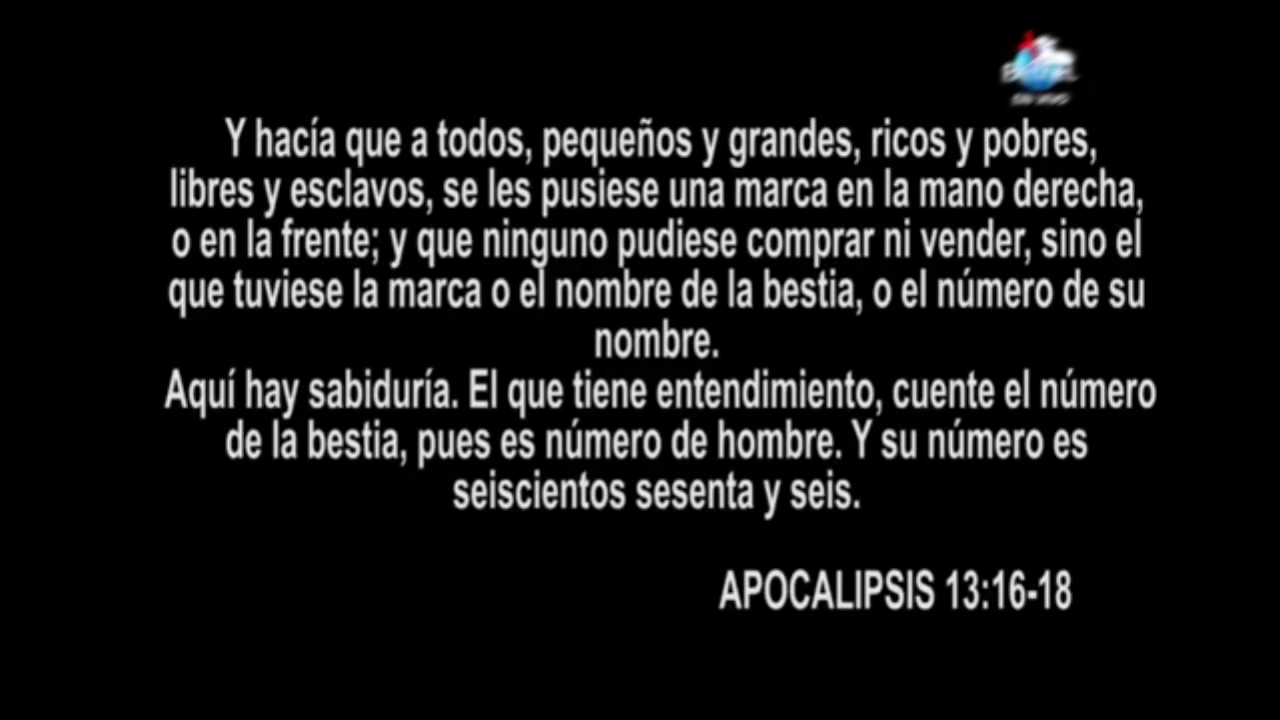 Y hacía que a todos, pequeños y grandes, ricos y pobres,
libres y esclavos, se les pusiese una marca en la mano derecha,
o en la frente; y que ninguno pudiese comprar ni vender, sino el
que tuviese la marca o el nombre de la bestia, o el número de su
nombre.
Aquí hay sabiduría. El que tiene entendimiento, cuente el número
de la bestia, pues es número de hombre. Y su número es
seiscientos sesenta y seis.
APOCALIPSIS 13:16-18